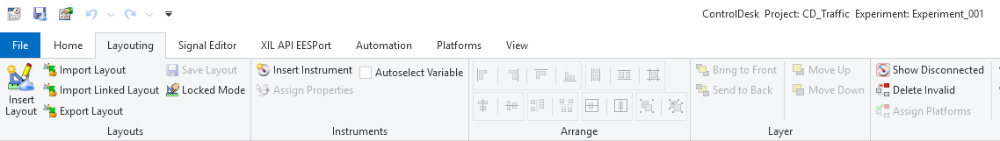 ControlDesk Project: CD_Traffic Experiment: Experiment_001
File Home Layouting Signal Editor XIL API EESPort Automation Platforms View
Insert Layout
Import Layout
Import Linked Layout
Export Layout
Save Layout
Locked Mode
Layouts
Insert Instrument
Assign Properties
Autoselect Variable
Instruments
Arrange
Bring to Front
Send to Back
Move Up
Move Down
Layer
Show Disconnected
Delete Invalid
Assign Platforms